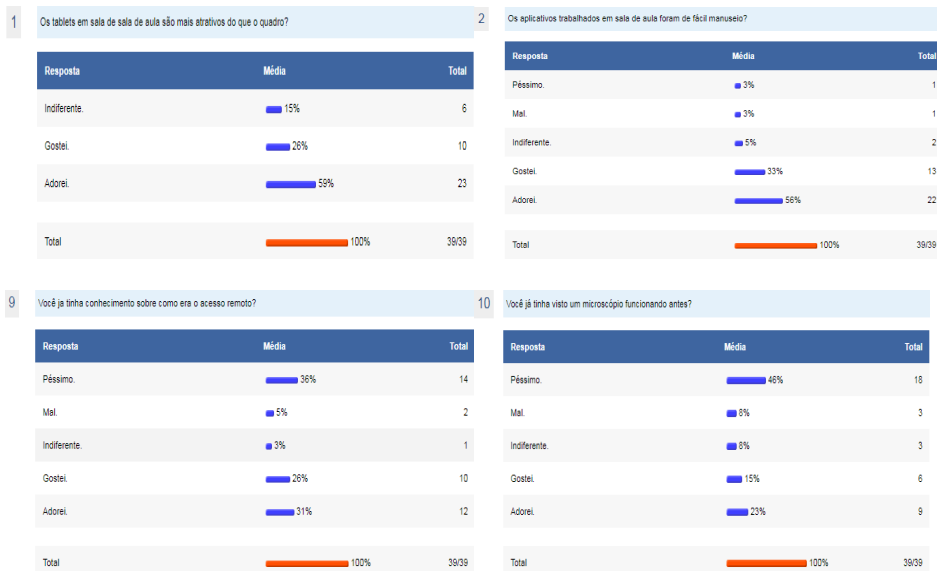 1 Os tablets em sala de sala de aula são mais atrativos do que o quadro?
Resposta Média Total
Indiferente. 15% 6
Gostei. 26% 10
Adorei. 59% 23
Total 100% 39/39
2 Os aplicativos trabalhados em sala de aula foram de fácil manuseio?
Resposta Média Total
Péssimo. 3% 1
Mal. 3% 1
Indiferente. 5% 2
Gostei. 33% 13
Adorei. 56% 22
Total 100% 39/39
9 Você ja tinha conhecimento sobre como era o acesso remoto?
Resposta Média Total
Péssimo. 36% 14
Mal. 5% 2
Indiferente. 3% 1
Gostei. 26% 10
Adorei. 31% 12
Total 100% 39/39
10 Você já tinha visto um microscópio funcionando antes?
Resposta Média Total
Péssimo. 46% 18
Mal. 8% 3
Indiferente. 8% 3
Gostei. 15% 6
Adorei. 23% 9
Total 100% 39/39